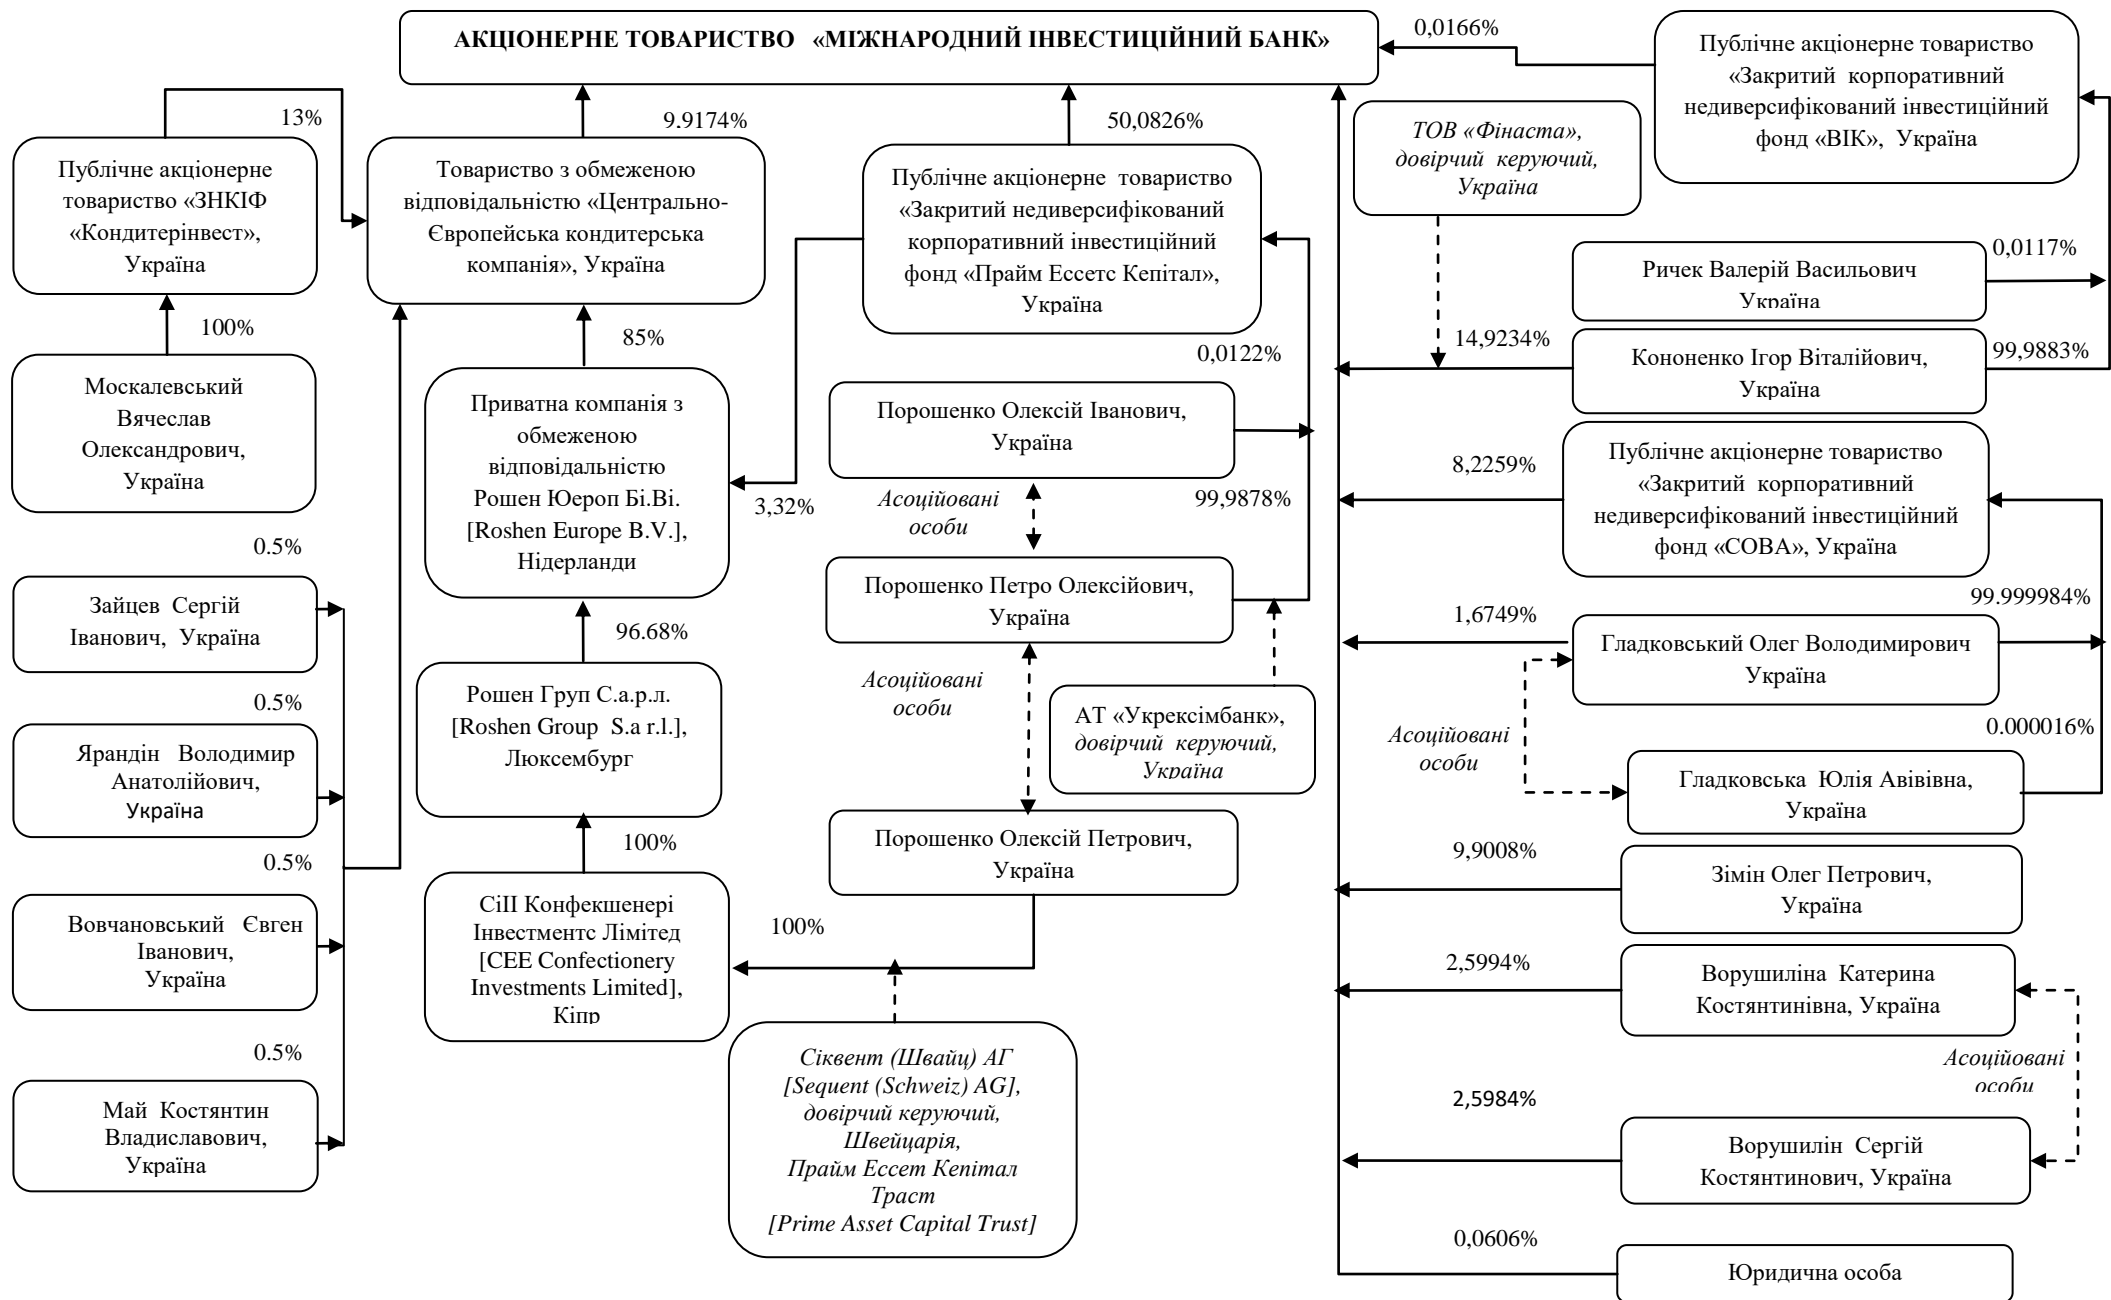 АКЦІОНЕРНЕ ТОВАРИСТВО «МІЖНАРОДНИЙ ІНВЕСТИЦІЙНИЙ БАНК»
0,0166%
Публічне акціонерне товариство
«Закритий корпоративний
недиверсифікований інвестиційний
фонд «ВІК», Україна
13%
9.9174%
50,0826%
ТОВ «Фінаста»,
довірчий керуючий,
Україна
Публічне акціонерне
товариство «ЗНКІФ
«Кондитерінвест»,
Україна
Товариство з обмеженою
відповідальністю «Центрально-
Європейська кондитерська
компанія», Україна
Публічне акціонерне товариство
«Закритий недиверсифікований
корпоративний інвестиційний
фонд «Прайм Ессетс Кепітал»,
Україна
0,0117%
Ричек Валерій Васильович
Україна
100%
85%
0,0122%
14,9234%
Кононенко Ігор Віталійович,
Україна
99,9883%
Москалевський
Вячеслав
Олександрович,
Україна
Приватна компанія з
обмеженою
відповідальністю
Рошен Юероп Бі.Ві.
[Roshen Europe B.V.],
Нідерланди
3,32%
Порошенко Олексій Іванович,
Україна
Асоційовані
особи
99,9878%
8,2259%
Публічне акціонерне товариство
«Закритий корпоративний
недиверсифікований інвестиційний
фонд «СОВА», Україна
0.5%
Зайцев Сергій
Іванович, Україна
96.68%
Порошенко Петро Олексійович,
Україна
1,6749%
99.999984%
Гладковський Олег Володимирович
Україна
0.5%
Ярандін Володимир
Анатолійович,
Україна
Рошен Груп С.а.р.л.
[Roshen Group S.a r.l.],
Люксембург
Асоційовані
особи
АТ «Укрексімбанк»,
довірчий керуючий,
Україна
Асоційовані
особи
0.000016%
Гладковська Юлія Авівівна,
Україна
0.5%
100%
Порошенко Олексій Петрович,
Україна
9,9008%
Зімін Олег Петрович,
Україна
Вовчановський Євген
Іванович,
Україна
СіІІ Конфекшенері
Інвестментс Лімітед
[CEE Confectionery
Investments Limited],
Кіпр
100%
2,5994%
Ворушиліна Катерина
Костянтинівна, Україна
0.5%
Май Костянтин
Владиславович,
Україна
Сіквент (Швайц) АГ
[Sequent (Schweiz) AG],
довірчий керуючий,
Швейцарія,
Прайм Ессет Кепітал
Траст
[Prime Asset Capital Trust]
Асоційовані
особи
2,5984%
Ворушилін Сергій
Костянтинович, Україна
0,0606%
Юридична особа